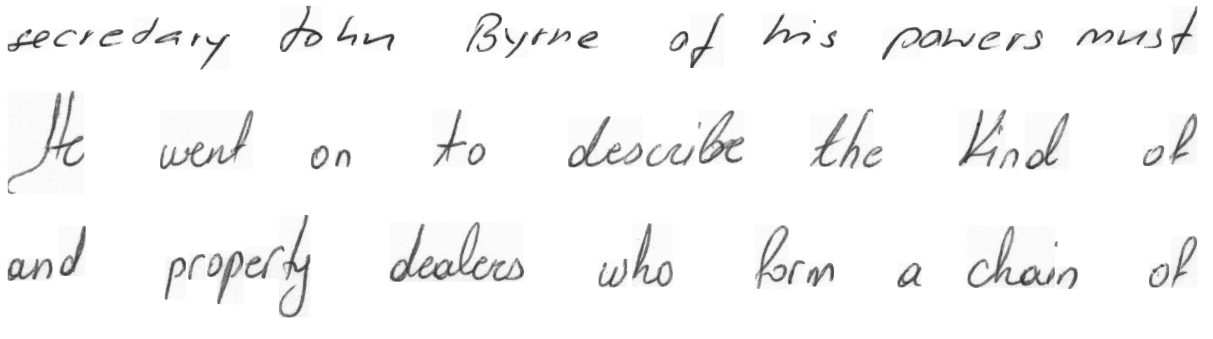 secredary John Byrne of his powers must
He went on to describe the kind of
and property dealers who form a chain of